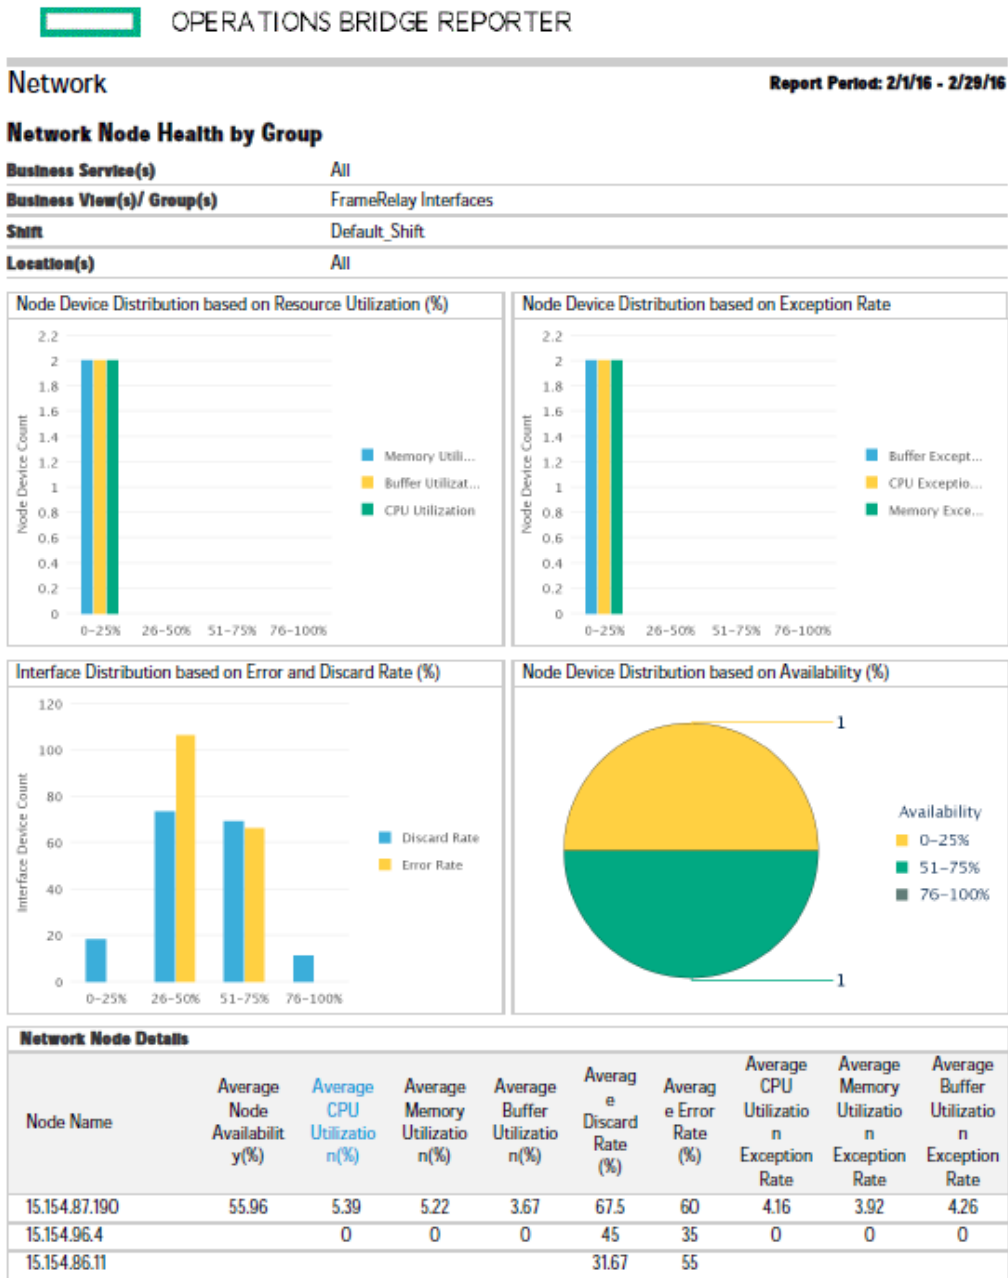 OPERATIONS BRIDGE REPORTER
Network Report Period: 2/1/16 - 2/29/16
Network Node Health by Group
Business Service(s) All
Business View(s)/ Group(s) FrameRelay Interfaces
Shift Default_Shift
Location(s) All
Node Device Distribution based on Resource Utilization (%)
2.2
2
1.8
1.6
1.4
1.2
1
0.8
0.6
0.4
0.2
0
Node Device Count
0-25% 26-50% 51-75% 76-100%
Memory Utili...
Buffer Utilizat...
CPU Utilization
Node Device Distribution based on Exception Rate
2.2
2
1.8
1.6
1.4
1.2
1
0.8
0.6
0.4
0.2
0
Node Device Count
0-25% 26-50% 51-75% 76-100%
Buffer Except...
CPU Exceptio...
Memory Exce...
Interface Distribution based on Error and Discard Rate (%)
120
100
80
60
40
20
0
Interface Device Count
0-25% 26-50% 51-75% 76-100%
Discard Rate
Error Rate
Node Device Distribution based on Availability (%)
1
1
Availability
0-25%
51-75%
76-100%
Network Node Details
Node Name
Average
Node
Availabilit
y(%)
Average
CPU
Utilizatio
n(%)
Average
Memory
Utilizatio
n(%)
Average
Buffer
Utilizatio
n(%)
Averag
e
Discard
Rate
(%)
Averag
e Error
Rate
(%)
Average
CPU
Utilizatio
n
Exception
Rate
Average
Memory
Utilizatio
n
Exception
Rate
Average
Buffer
Utilizatio
n
Exception
Rate
15.154.87.190 55.96 5.39 5.22 3.67 67.5 60 4.16 3.92 4.26
15.154.96.4 0 0 0 45 35 0 0 0
15.154.86.11 31.67 55